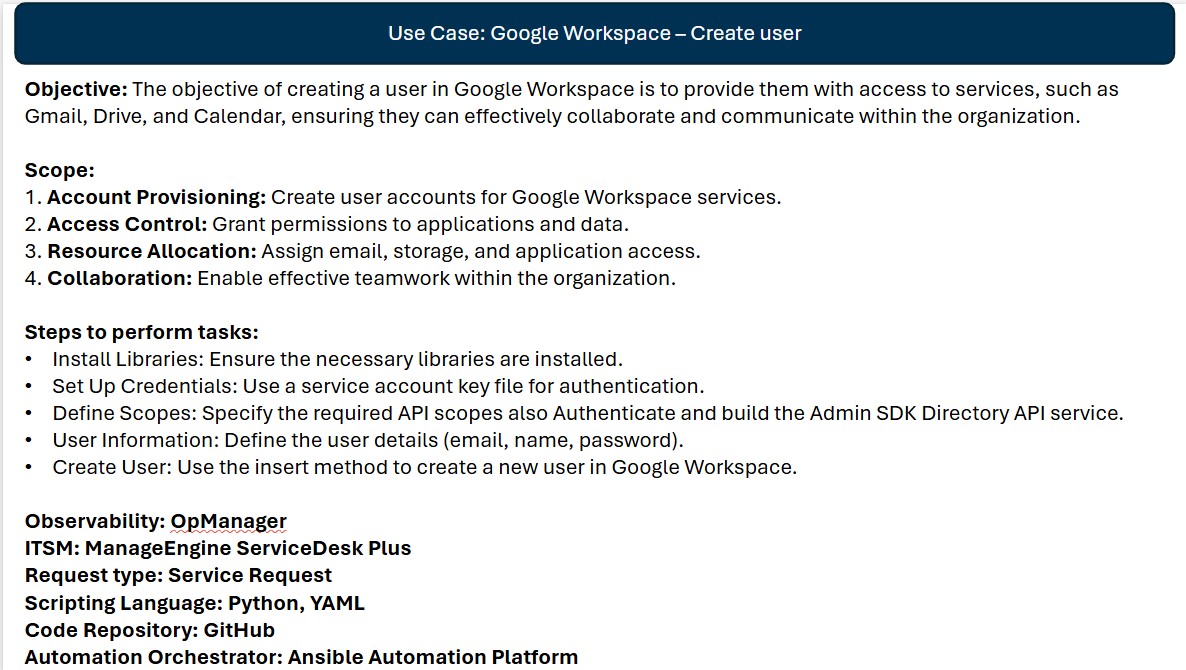 Use Case: Google Workspace – Create user
Objective: The objective of creating a user in Google Workspace is to provide them with access to services, such as
Gmail, Drive, and Calendar, ensuring they can effectively collaborate and communicate within the organization.
Scope:
1. Account Provisioning: Create user accounts for Google Workspace services.
2. Access Control: Grant permissions to applications and data.
3. Resource Allocation: Assign email, storage, and application access.
4. Collaboration: Enable effective teamwork within the organization.
Steps to perform tasks:
• Install Libraries: Ensure the necessary libraries are installed.
• Set Up Credentials: Use a service account key file for authentication.
• Define Scopes: Specify the required API scopes also Authenticate and build the Admin SDK Directory API service.
• User Information: Define the user details (email, name, password).
• Create User: Use the insert method to create a new user in Google Workspace.
Observability: OpManager
ITSM: ManageEngine ServiceDesk Plus
Request type: Service Request
Scripting Language: Python, YAML
Code Repository: GitHub
Automation Orchestrator: Ansible Automation Platform